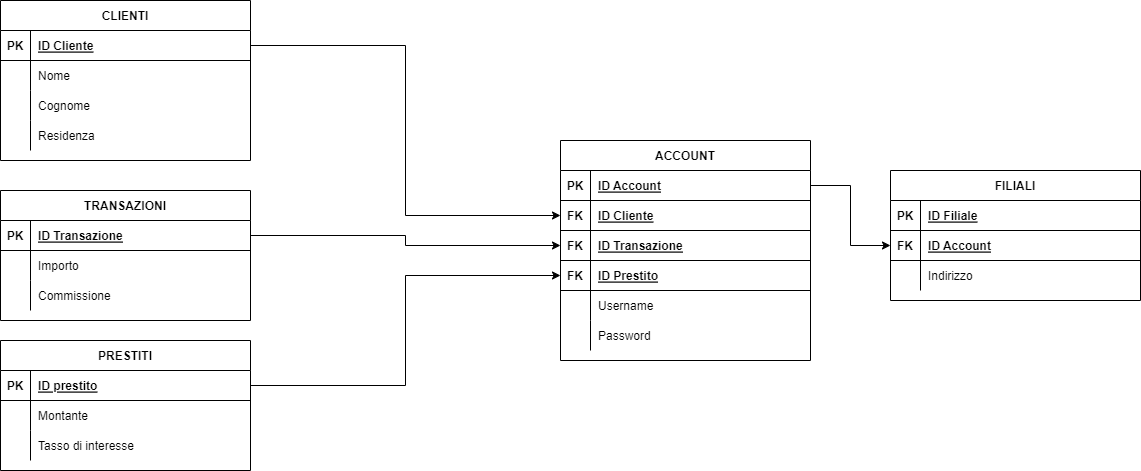 CLIENTI
PK ID Cliente
Nome
Cognome
Residenza
TRANSAZIONI
PK ID Transazione
Importo
Commissione
PRESTITI
PK ID prestito
Montante
Tasso di interesse
ACCOUNT
PK ID Account
FK ID Cliente
FK ID Transazione
FK ID Prestito
Username
Password
FILIALI
PK ID Filiale
FK ID Account
Indirizzo